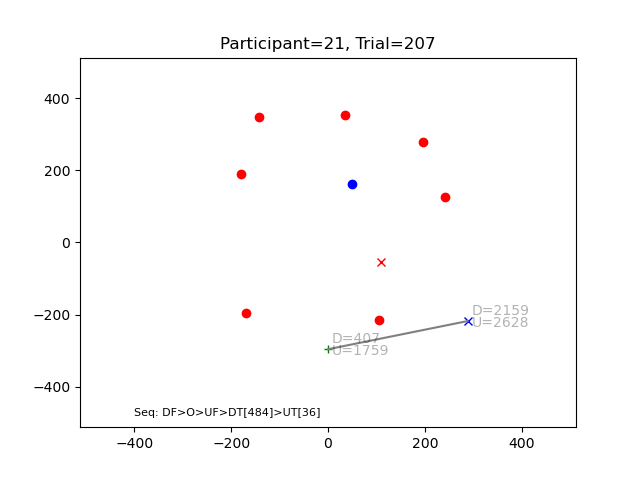 Participant=21, Trial=207
400
200
0
−200
−400
D=2159
U=2628
D=407
U=1759
Seq: DF>O>UF>DT[484]>UT[36]
−400
−200
0
200
400